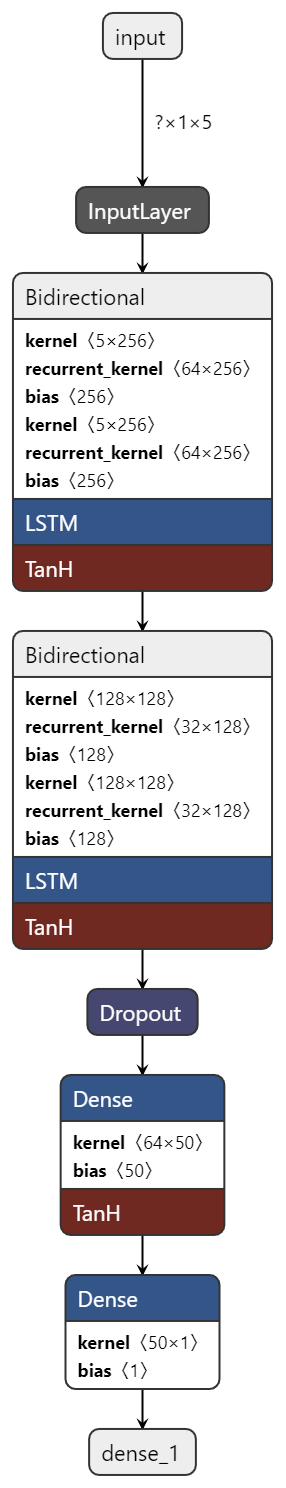 input
?×1×5
InputLayer
Bidirectional
kernel〈5×256〉
recurrent_kernel〈64×256〉
bias〈256〉
kernel〈5×256〉
recurrent_kernel〈64×256〉
bias〈256〉
LSTM
TanH
Bidirectional
kernel〈128×128〉
recurrent_kernel〈32×128〉
bias〈128〉
kernel〈128×128〉
recurrent_kernel〈32×128〉
bias〈128〉
LSTM
TanH
Dropout
Dense
kernel〈64×50〉
bias〈50〉
TanH
Dense
kernel〈50×1〉
bias〈1〉
dense_1